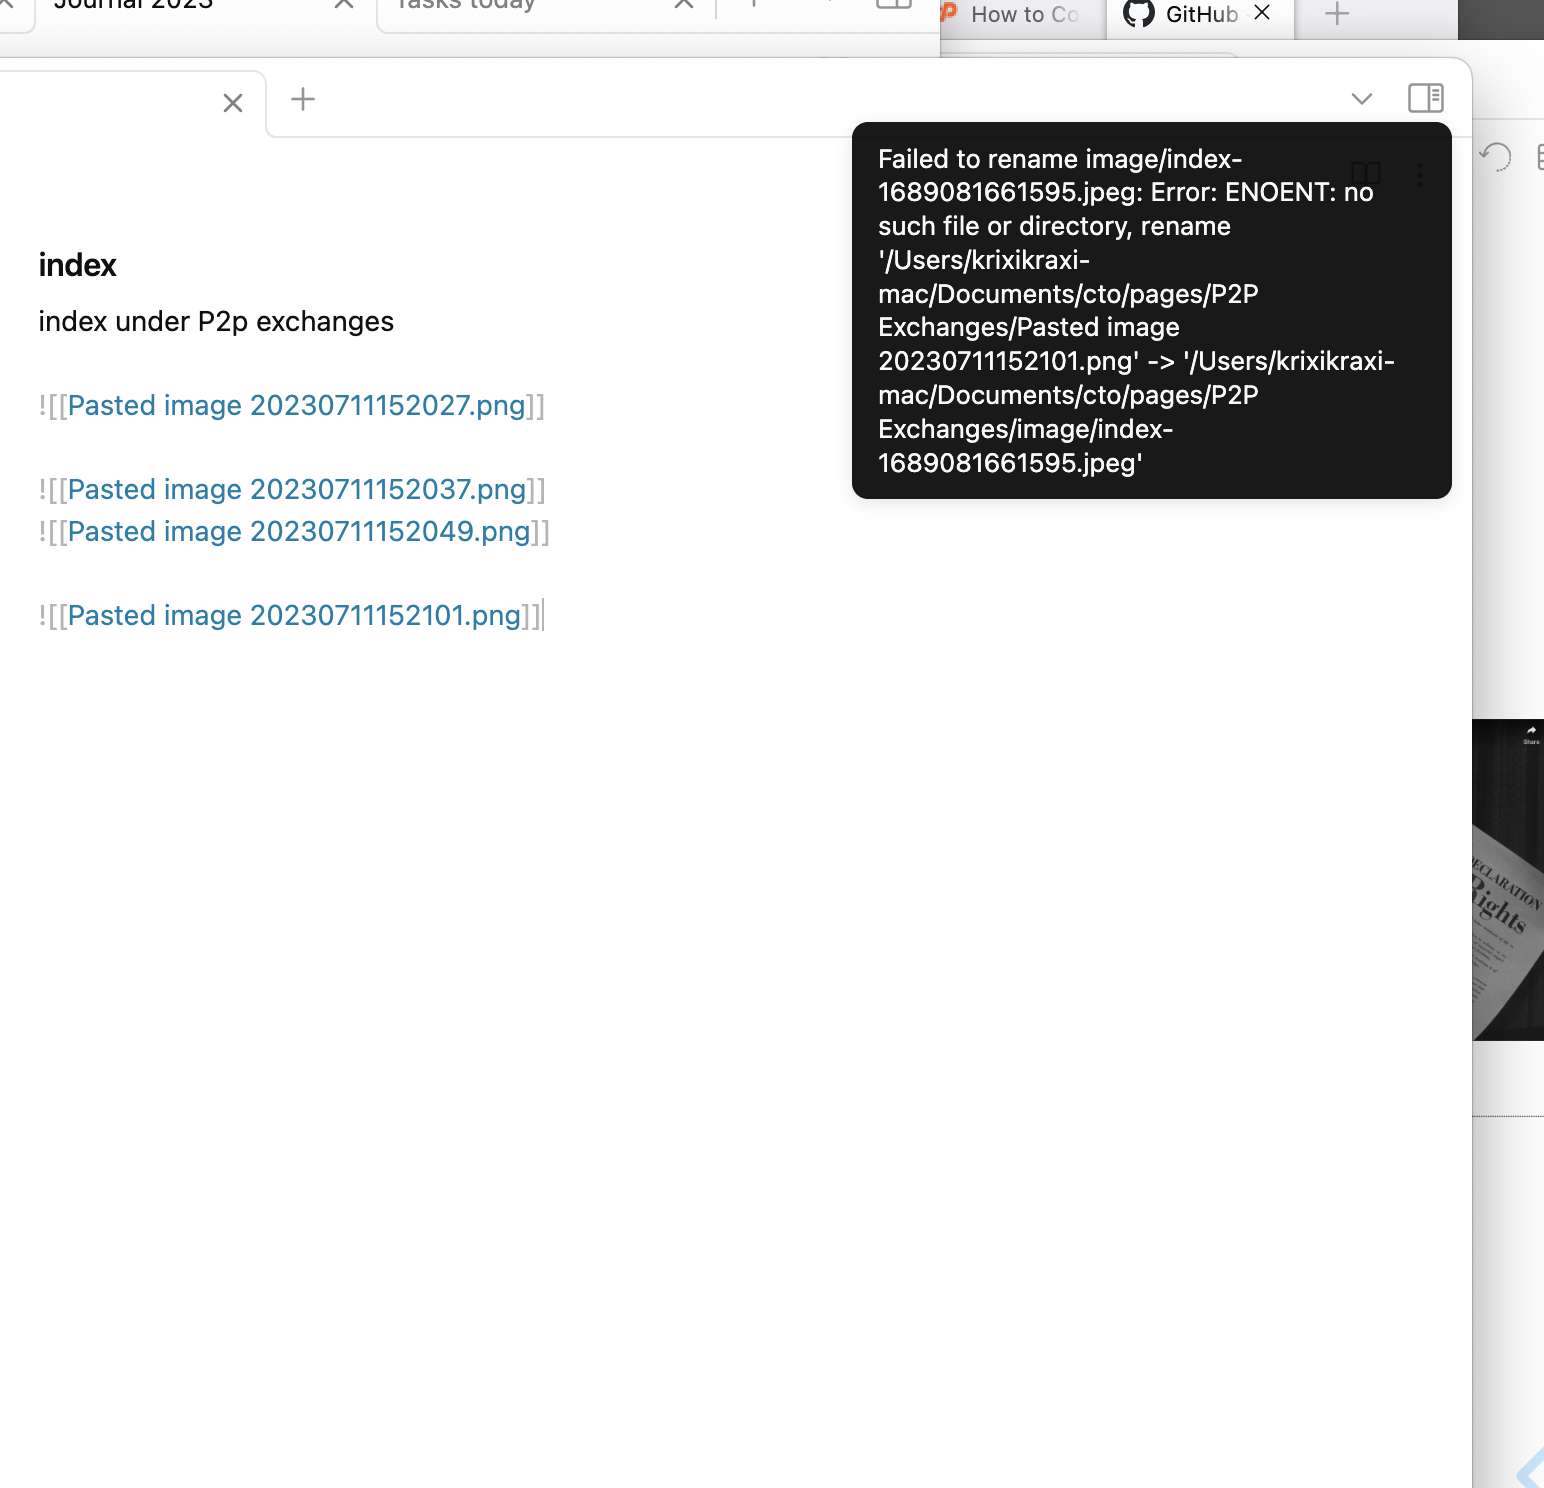 Journal 2023
Tasks today
How to Co
GitHub
Failed to rename image/index-
1689081661595.jpeg: Error: ENOENT: no
such file or directory, rename
'/Users/krixikraxi-
mac/Documents/cto/pages/P2P
Exchanges/Pasted image
20230711152101.png' -> '/Users/krixikraxi-
mac/Documents/cto/pages/P2P
Exchanges/image/index-
1689081661595.jpeg'
index
index under P2p exchanges
![[Pasted image 20230711152027.png]]
![[Pasted image 20230711152037.png]]
![[Pasted image 20230711152049.png]]
![[Pasted image 20230711152101.png]]
Share
DECLARATION
Rights